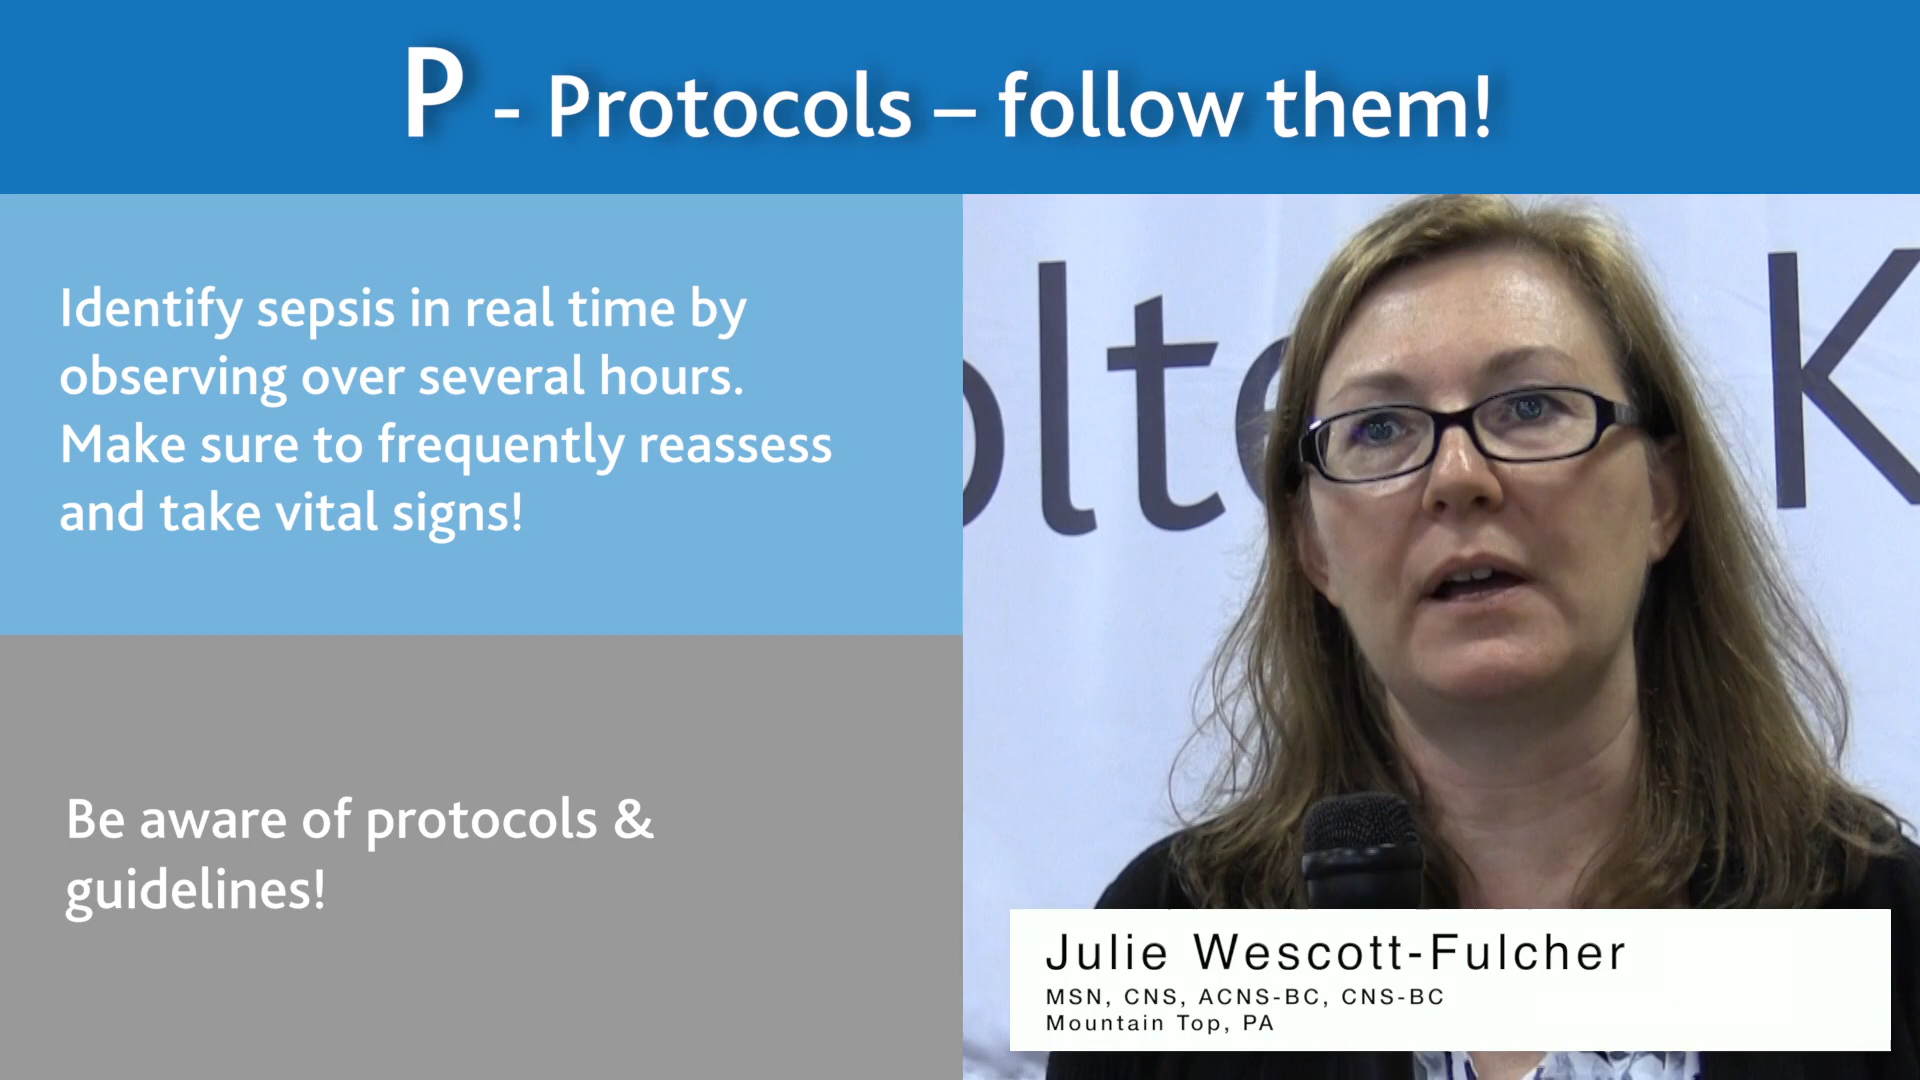 P - Protocols – follow them!
Identify sepsis in real time by
observing over several hours.
Make sure to frequently reassess
and take vital signs!
Be aware of protocols &
guidelines!
olte K
Julie Wescott-Fulcher
MSN, CNS, ACNS-BC, CNS-BC
Mountain Top, PA